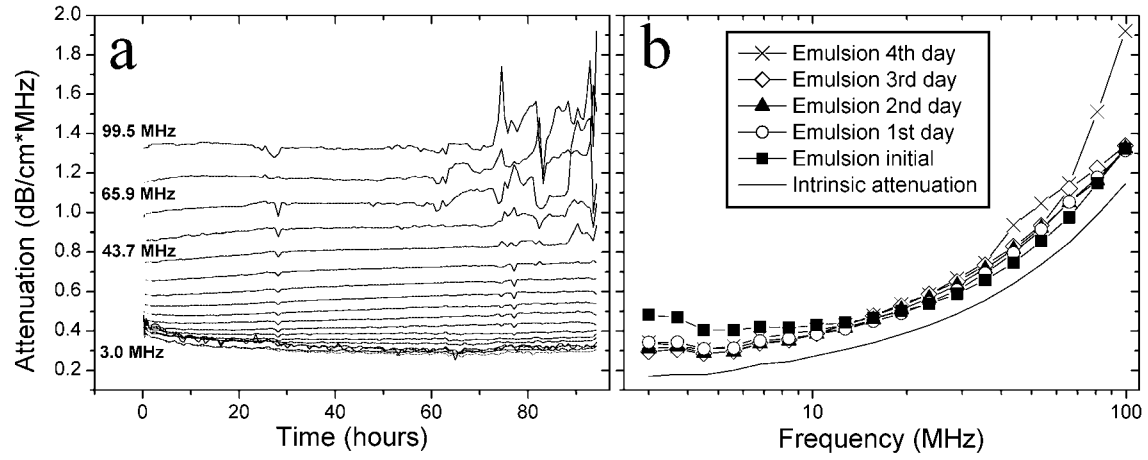 a
Attenuation (dB/cm*MHz)
2.0
1.8
1.6
1.4
1.2
1.0
0.8
0.6
0.4
0.2
99.5 MHz
65.9 MHz
43.7 MHz
3.0 MHz
0
20
40
60
80
Time (hours)
b
Emulsion 4th day
Emulsion 3rd day
Emulsion 2nd day
Emulsion 1st day
Emulsion initial
Intrinsic attenuation
10
100
Frequency (MHz)